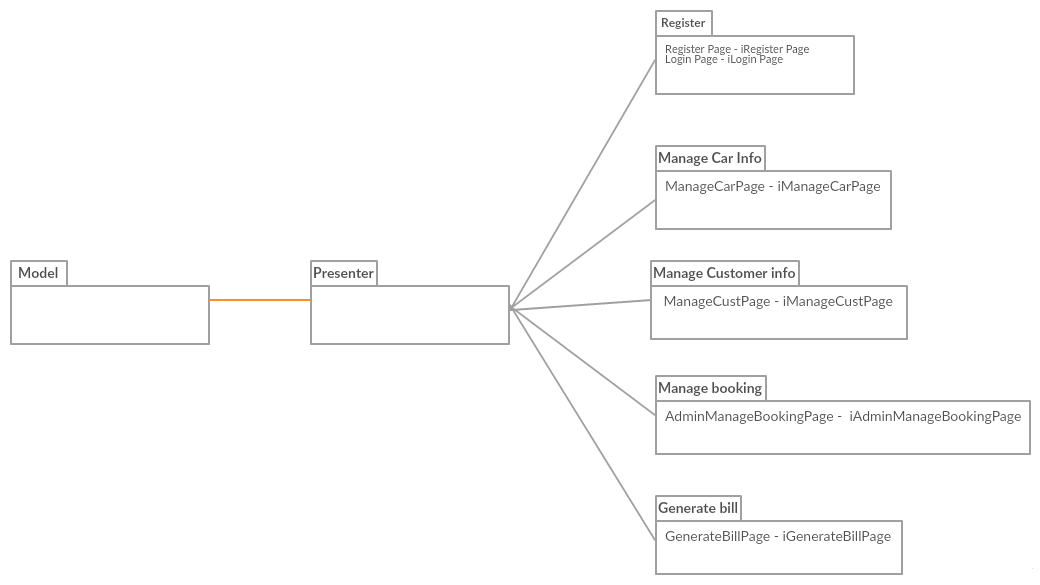 Register
Register Page - iRegister Page
Login Page - iLogin Page
Manage Car Info
ManageCarPage - iManageCarPage
Model
Presenter
Manage Customer info
ManageCustPage - iManageCustPage
Manage booking
AdminManageBookingPage - iAdminManageBookingPage
Generate bill
GenerateBillPage - iGenerateBillPage